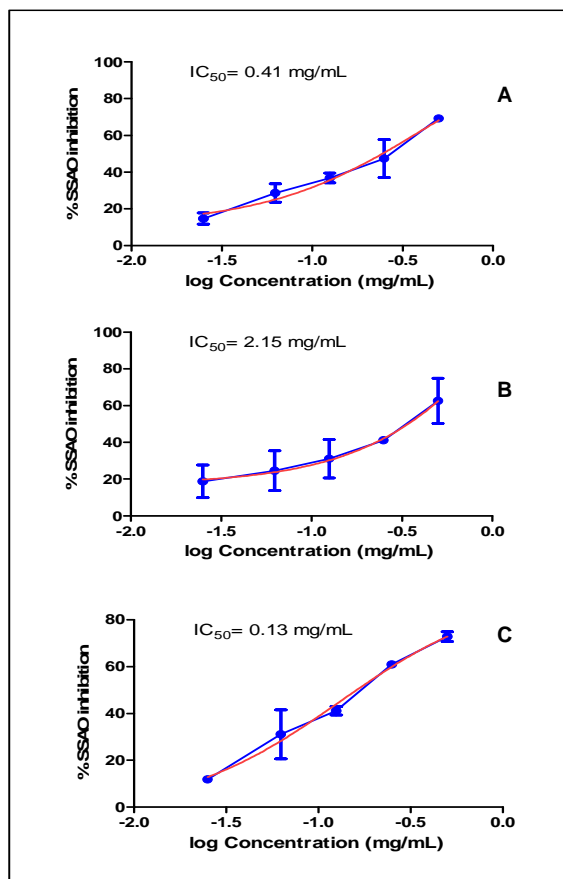 100
IC50= 0.41 mg/mL
A
80
60
40
20
0
%SSAO inhibition
-2.0 -1.5 -1.0 -0.5 0.0
log Concentration (mg/mL)
100
IC50= 2.15 mg/mL
B
80
60
40
20
0
%SSAO inhibition
-2.0 -1.5 -1.0 -0.5 0.0
log Concentration (mg/mL)
80
IC50= 0.13 mg/mL
C
60
40
20
0
%SSAO inhibition
-2.0 -1.5 -1.0 -0.5 0.0
log Concentration (mg/mL)